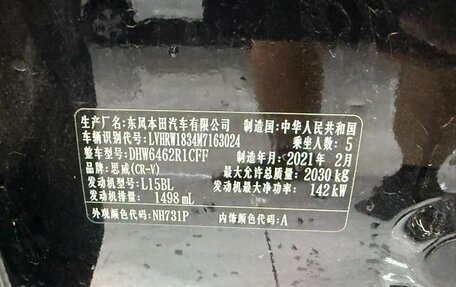 生产厂名:东风本田汽车有限公司 制造国:中华人民共和国
车辆识别代号:LVHRW1834M7163024 乘坐人数: 5
整车型号:DHW6462R1CFF 制造年月:2021年 2月
品牌:思威(CR-V) 最大允许总质量: 2030 kg
发动机型号:L15BL 发动机最大净功率: 142 kW
发动机排量: 1498 mL
外观颜色代码:NH731P 内饰颜色代码:A